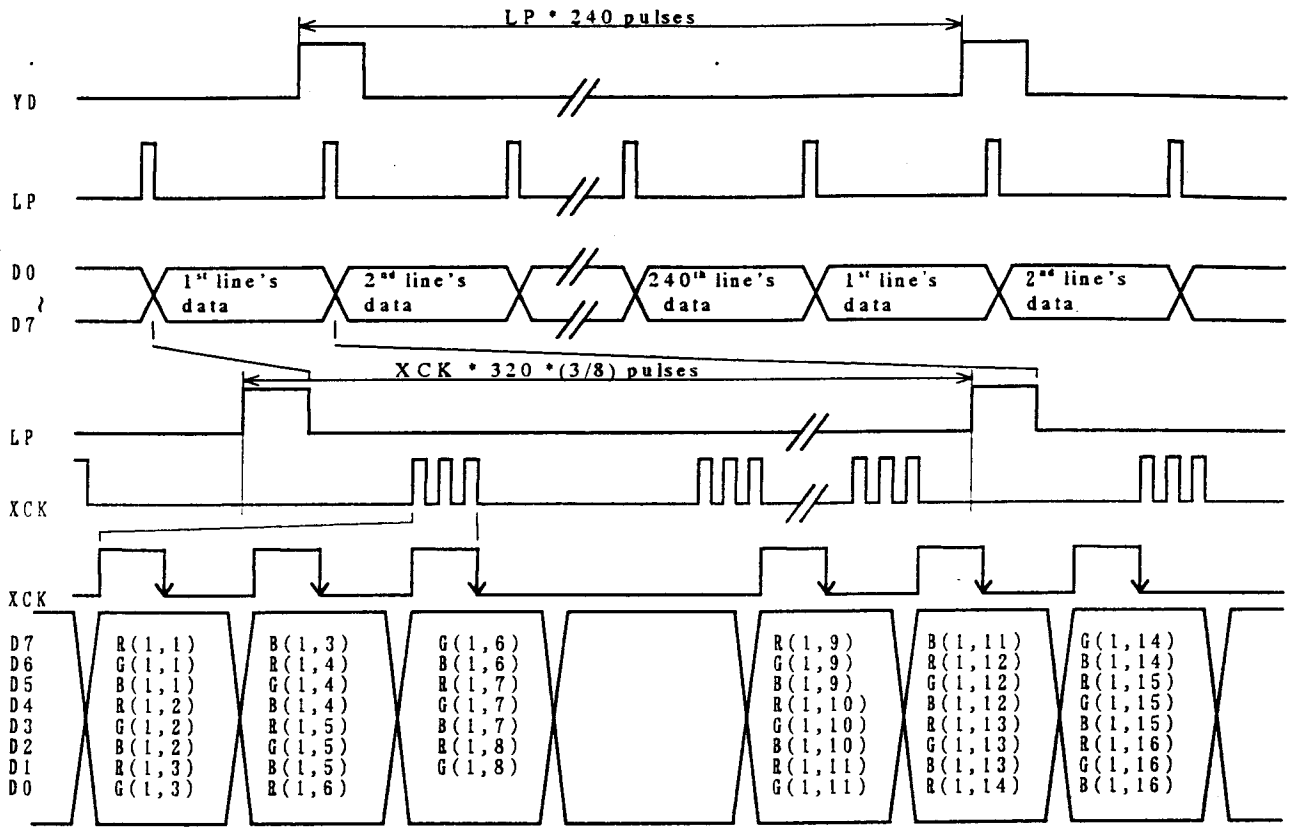 LP * 240 pulses
YD
LP
D0 1st line's 2nd line's 240th line's 1st line's 2nd line's
~ data data data data data
D7
XCK * 320 *(3/8) pulses
LP
XCK
XCK
D7 R(1,1) B(1,3) G(1,6) R(1,9) B(1,11) G(1,14)
D6 G(1,1) R(1,4) B(1,6) G(1,9) R(1,12) B(1,14)
D5 B(1,1) G(1,4) R(1,7) B(1,9) G(1,12) R(1,15)
D4 R(1,2) B(1,4) G(1,7) R(1,10) B(1,12) G(1,15)
D3 G(1,2) R(1,5) B(1,7) G(1,10) R(1,13) B(1,15)
D2 B(1,2) G(1,5) R(1,8) B(1,10) G(1,13) R(1,16)
D1 R(1,3) B(1,5) G(1,8) R(1,11) B(1,13) G(1,16)
D0 G(1,3) R(1,6) G(1,11) R(1,14) B(1,16)